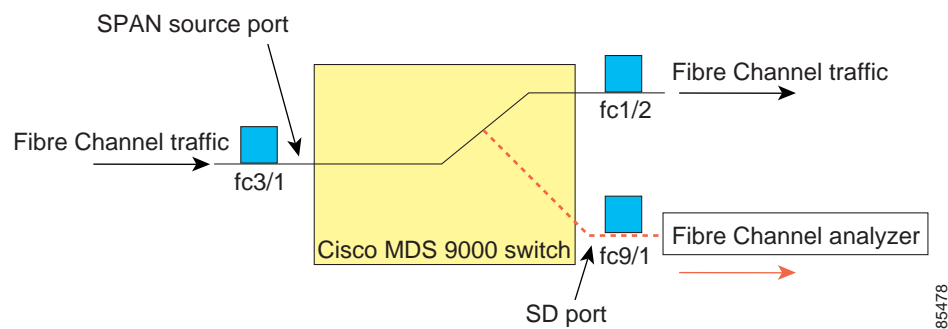 SPAN source port
Fibre Channel traffic
fc1/2
Fibre Channel traffic
fc3/1
Cisco MDS 9000 switch
fc9/1
Fibre Channel analyzer
SD port
85478